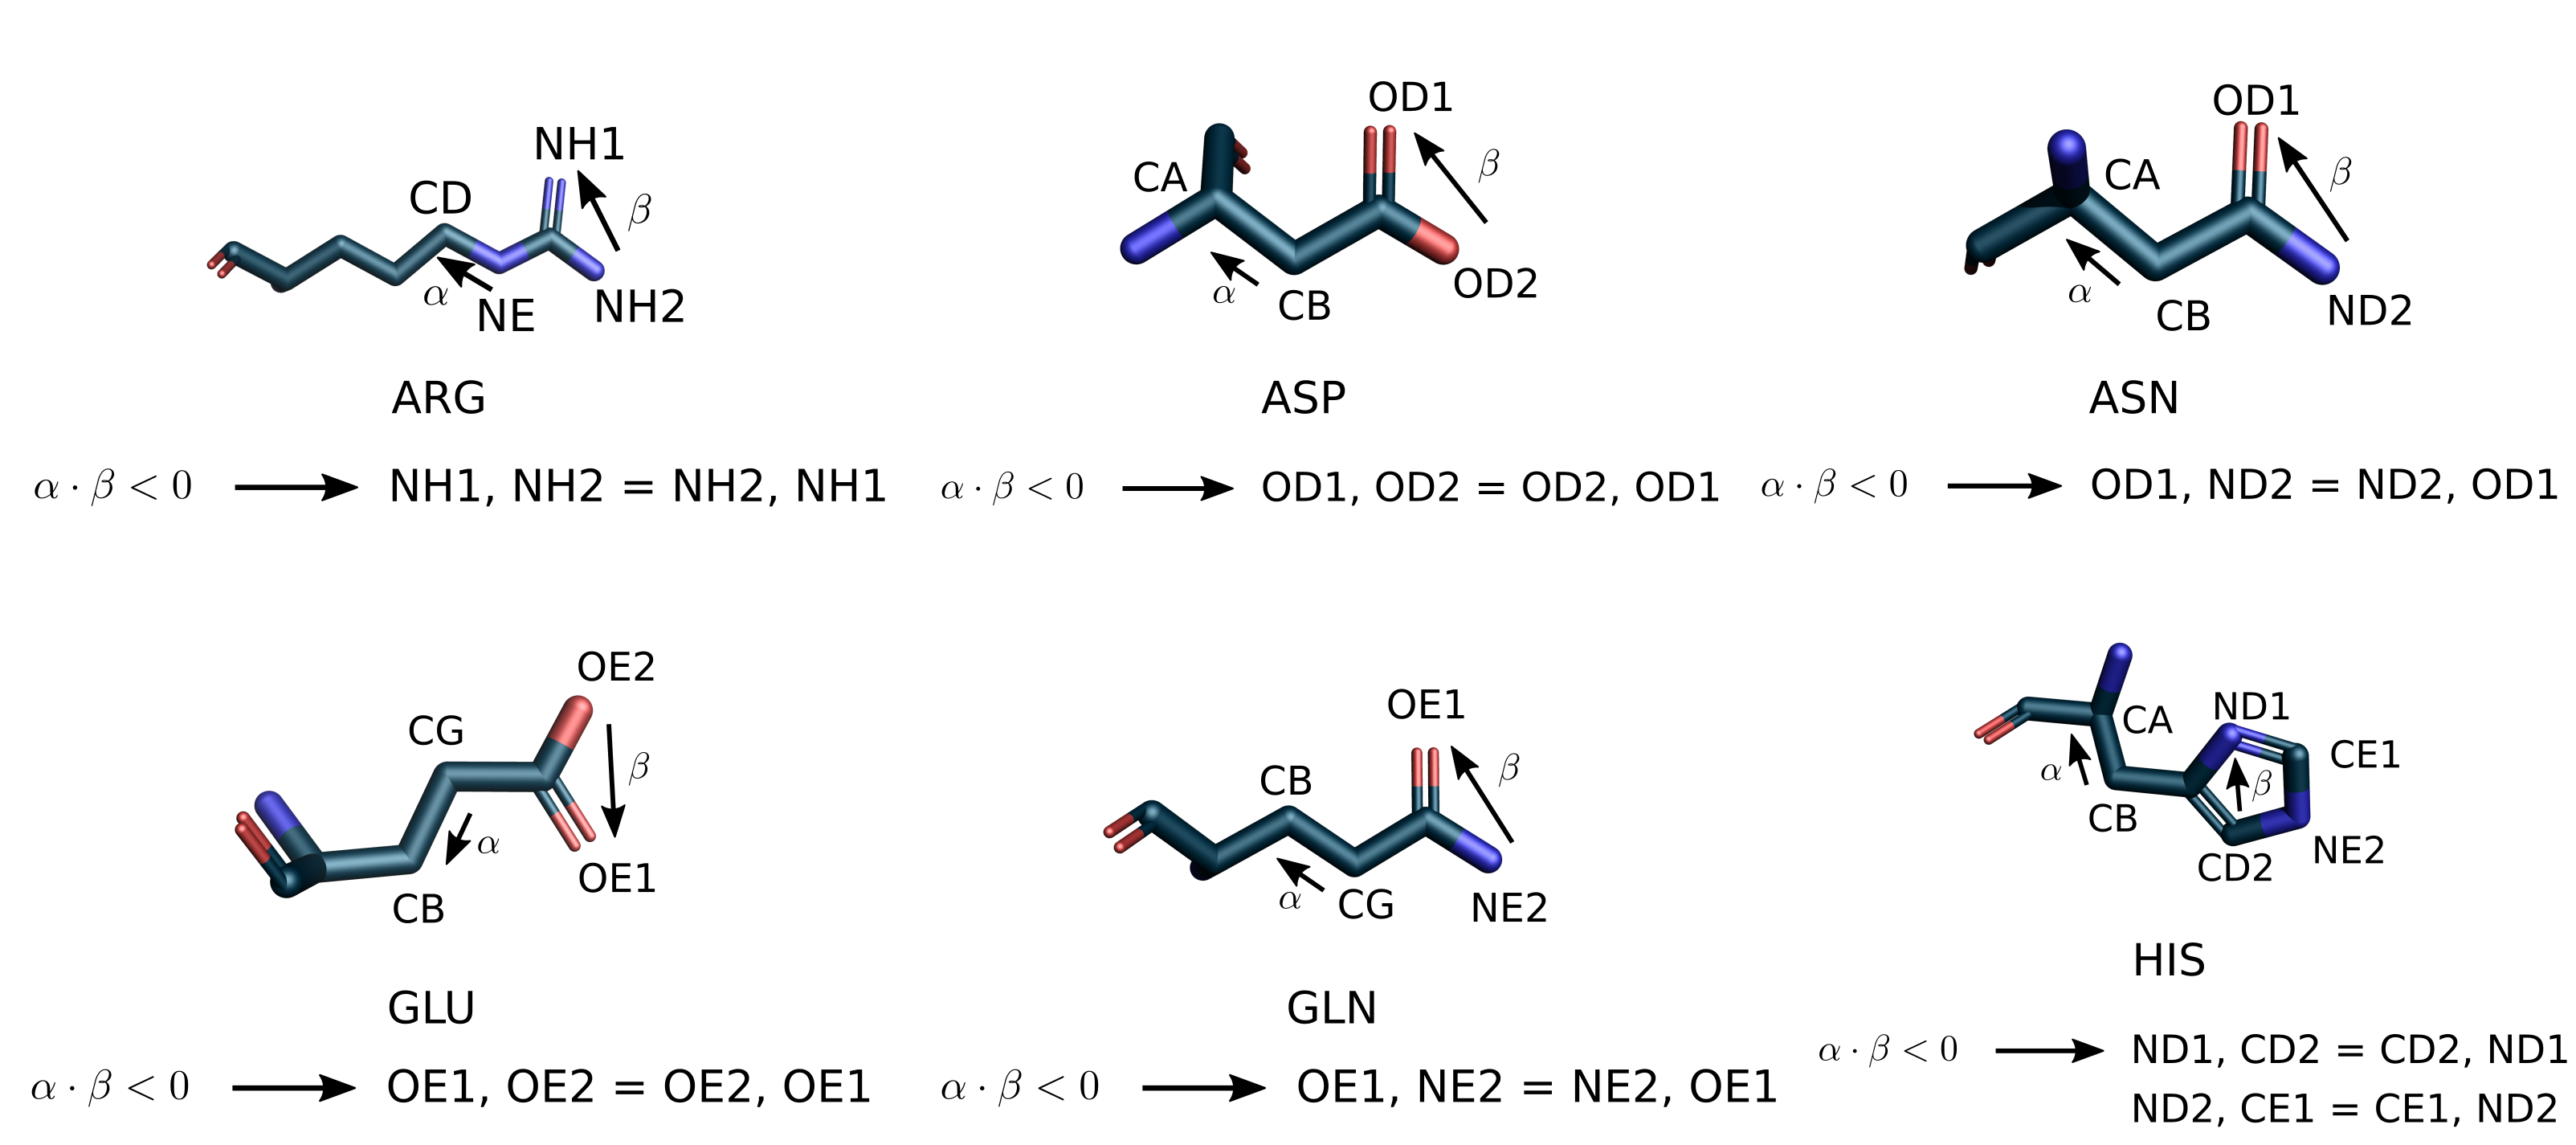 NH1
CD
β
α
NE
NH2
ARG
α · β < 0
NH1, NH2 = NH2, NH1
OD1
CA
β
α
CB
OD2
ASP
α · β < 0
OD1, OD2 = OD2, OD1
OD1
CA
β
α
CB
ND2
ASN
α · β < 0
OD1, ND2 = ND2, OD1
OE2
CG
β
α
OE1
CB
GLU
α · β < 0
OE1, OE2 = OE2, OE1
OE1
CB
β
α
CG
NE2
GLN
α · β < 0
OE1, NE2 = NE2, OE1
ND1
CA
CE1
α
β
CB
NE2
CD2
HIS
α · β < 0
ND1, CD2 = CD2, ND1
ND2, CE1 = CE1, ND2